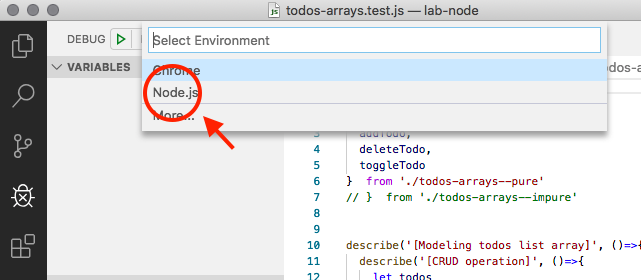 todos-arrays.test.js — lab-node
DEBUG
Select Environment
VARIABLES
Chrome
Node.js
More...
dos-a
3 addTodo,
4 deleteTodo,
5 toggleTodo
6 } from './todos-arrays--pure'
7 // } from './todos-arrays--impure'
8
9
10 describe('[Modeling todos list array]', ()=>{
11 describe('[CRUD operation]', ()=>{
12 let todos